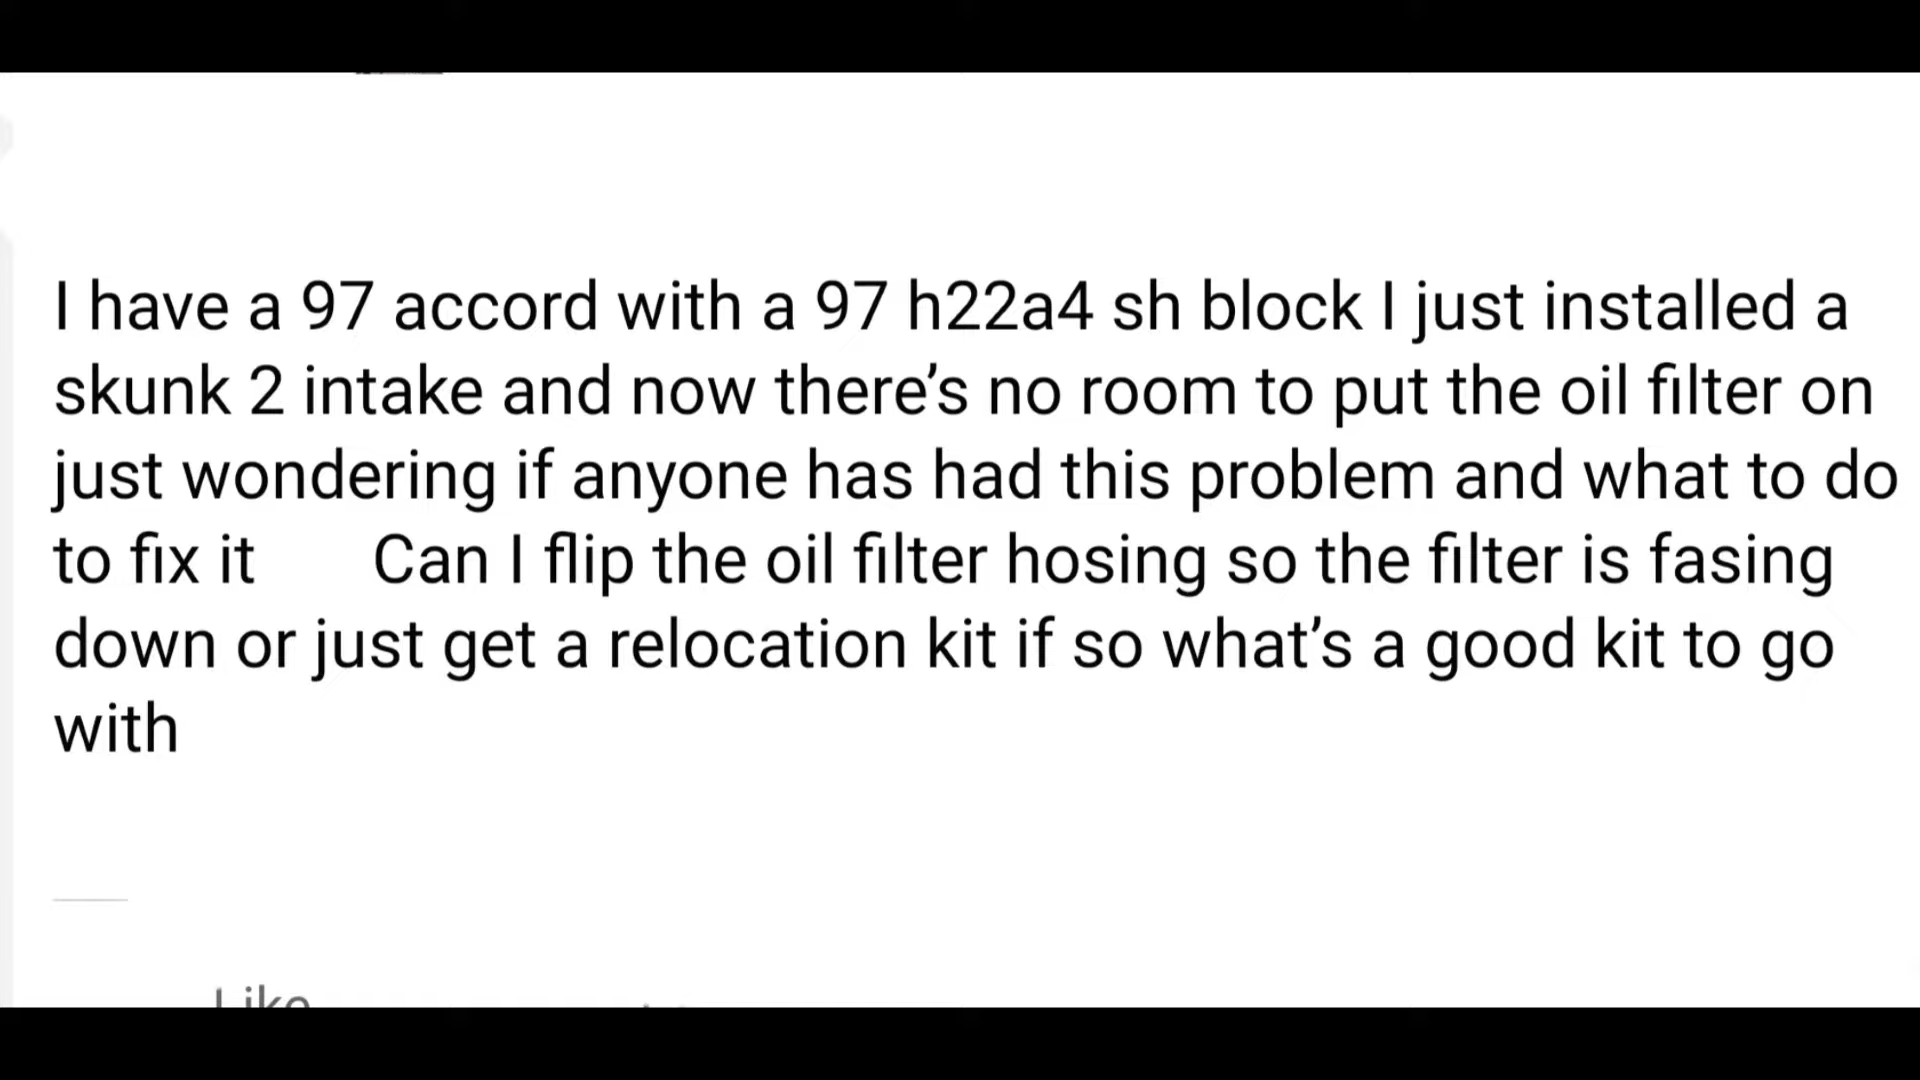 I have a 97 accord with a 97 h22a4 sh block I just installed a
skunk 2 intake and now there’s no room to put the oil filter on
just wondering if anyone has had this problem and what to do
to fix it Can I flip the oil filter hosing so the filter is fasing
down or just get a relocation kit if so what’s a good kit to go
with
Like